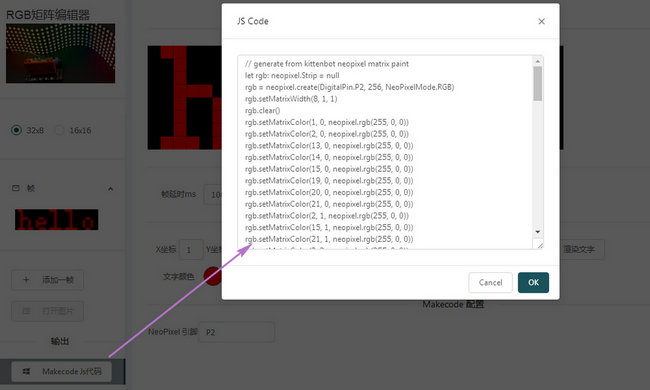 RGB矩阵编辑器
32x8
16x16
帧
hello
添加一帧
打开图片
输出
Makecode Js代码
JS Code
// generate from kittenbot neopixel matrix paint
let rgb: neopixel.Strip = null
rgb = neopixel.create(DigitalPin.P2, 256, NeoPixelMode.RGB)
rgb.setMatrixWidth(8, 1, 1)
rgb.clear()
rgb.setMatrixColor(1, 0, neopixel.rgb(255, 0, 0))
rgb.setMatrixColor(2, 0, neopixel.rgb(255, 0, 0))
rgb.setMatrixColor(13, 0, neopixel.rgb(255, 0, 0))
rgb.setMatrixColor(14, 0, neopixel.rgb(255, 0, 0))
rgb.setMatrixColor(15, 0, neopixel.rgb(255, 0, 0))
rgb.setMatrixColor(19, 0, neopixel.rgb(255, 0, 0))
rgb.setMatrixColor(20, 0, neopixel.rgb(255, 0, 0))
rgb.setMatrixColor(21, 0, neopixel.rgb(255, 0, 0))
rgb.setMatrixColor(2, 1, neopixel.rgb(255, 0, 0))
rgb.setMatrixColor(15, 1, neopixel.rgb(255, 0, 0))
rgb.setMatrixColor(21, 1, neopixel.rgb(255, 0, 0))
Cancel
OK
帧延时ms
X坐标 1 Y坐
渲染文字
文字颜色
Makecode 配置
NeoPixel 引脚 P2